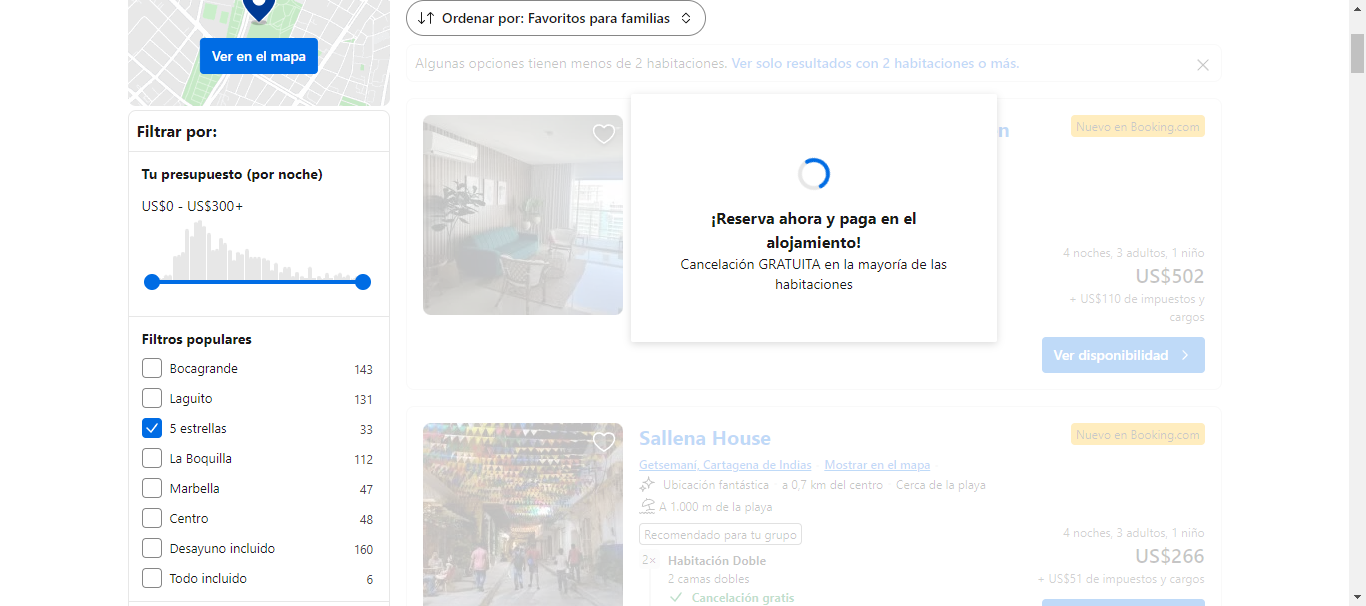 Ver en el mapa
Filtrar por:
Tu presupuesto (por noche)
US$0 - US$300+
Filtros populares
Bocagrande 143
Laguito 131
5 estrellas 33
La Boquilla 112
Marbella 47
Centro 48
Desayuno incluido 160
Todo incluido 6
Ordenar por: Favoritos para familias
Algunas opciones tienen menos de 2 habitaciones. Ver solo resultados con 2 habitaciones o más.
¡Reserva ahora y paga en el
alojamiento!
Cancelación GRATUITA en la mayoría de las
habitaciones
Nuevo en Booking.com
4 noches, 3 adultos, 1 niño
US$502
+ US$110 de impuestos y
cargos
Ver disponibilidad
Sallena House
Nuevo en Booking.com
Getsemaní, Cartagena de Indias Mostrar en el mapa
Ubicación fantástica a 0,7 km del centro Cerca de la playa
A 1.000 m de la playa
Recomendado para tu grupo
2× Habitación Doble
2 camas dobles
Cancelación gratis
4 noches, 3 adultos, 1 niño
US$266
+ US$51 de impuestos y cargos